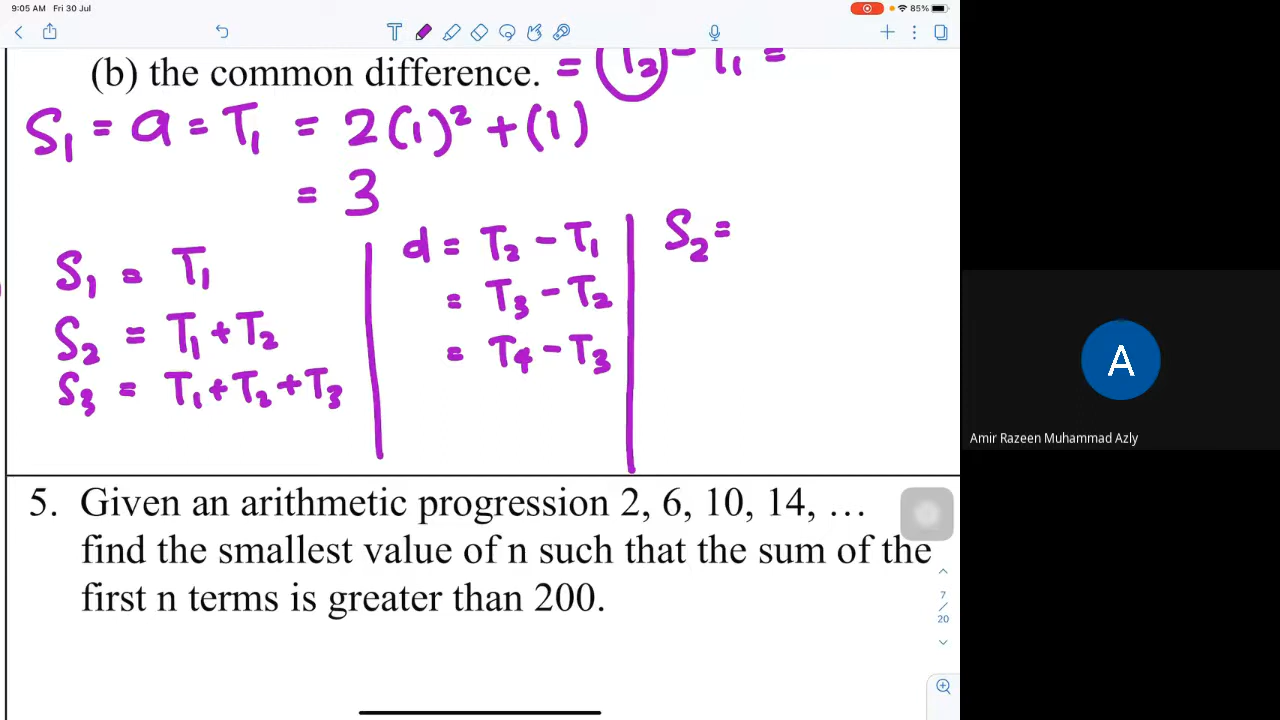 9:05 AM Fri 30 Jul
85%
(b) the common difference. = T₂ - T₁ =
S₁ = a = T₁ = 2(1)² + (1)
= 3
S₁ = T₁
S₂ = T₁ + T₂
S₃ = T₁ + T₂ + T₃
d = T₂ - T₁
= T₃ - T₂
= T₄ - T₃
S₂ =
5. Given an arithmetic progression 2, 6, 10, 14, …
find the smallest value of n such that the sum of the
first n terms is greater than 200.
7
/
20
A
Amir Razeen Muhammad Azly